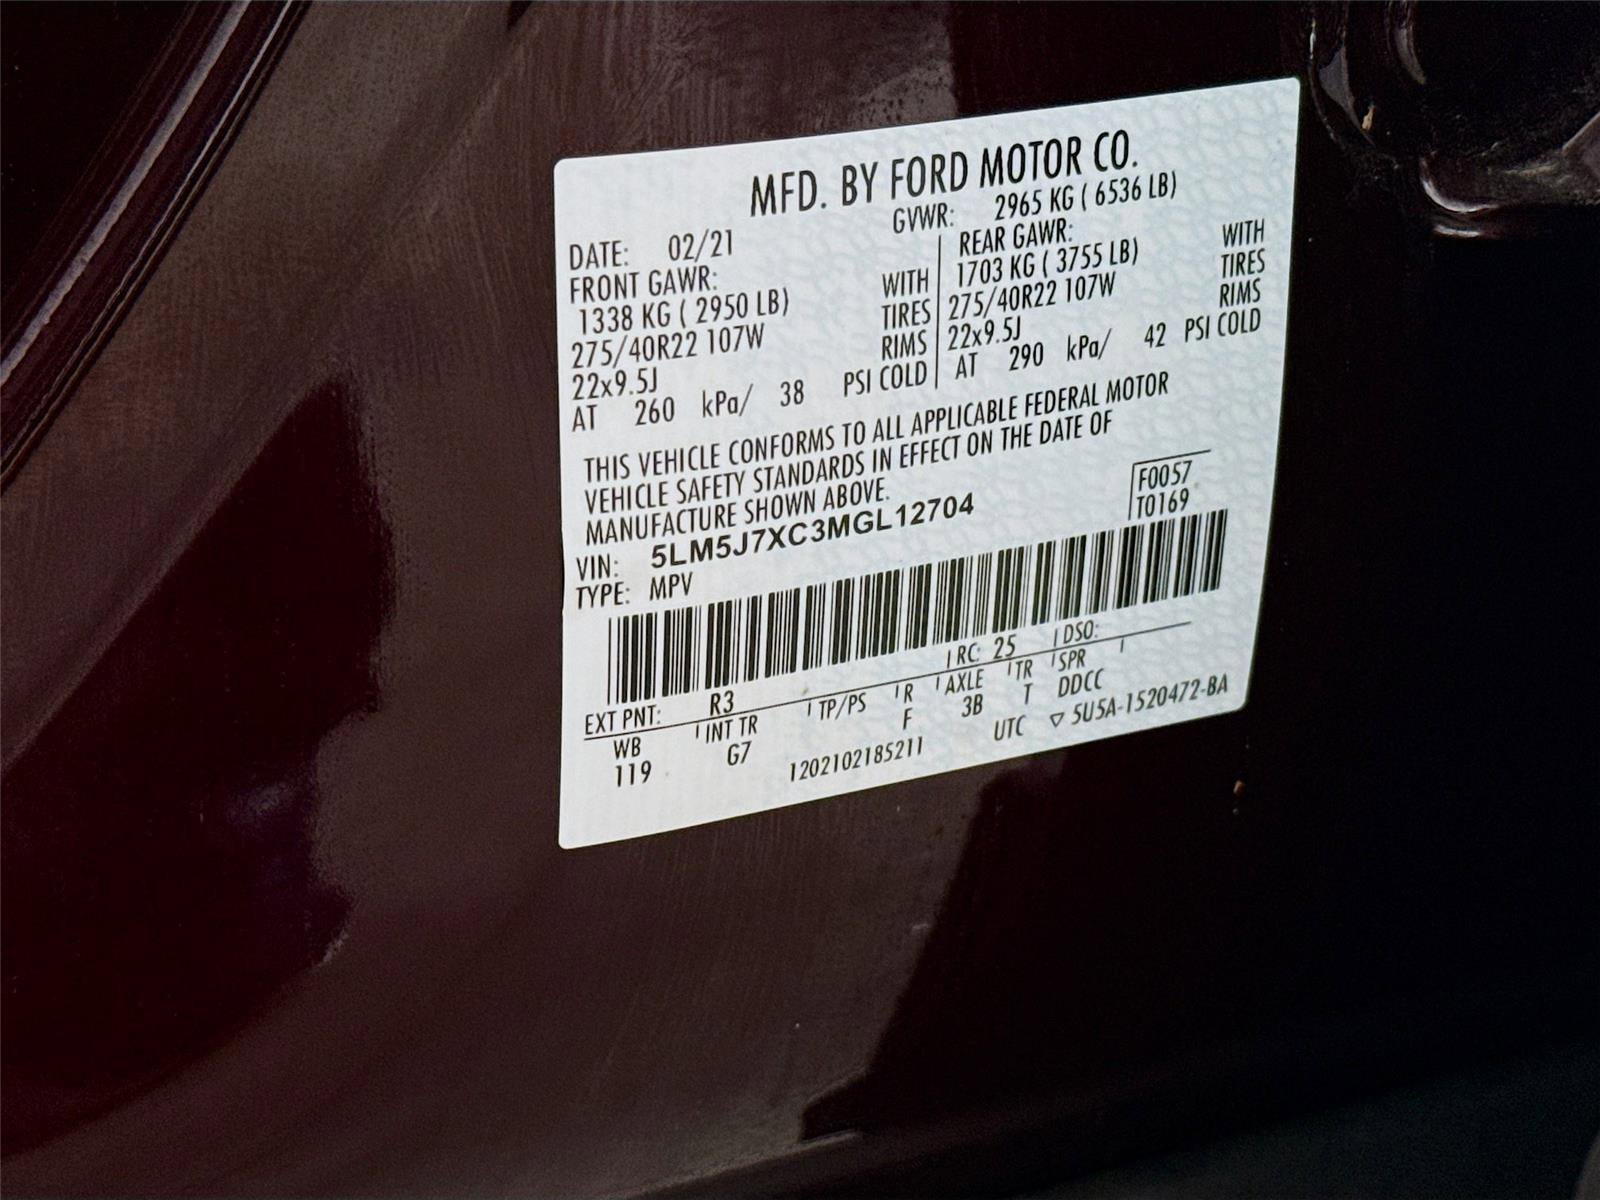 MFD. BY FORD MOTOR CO.
DATE: 02/21 GVWR: 2965 KG ( 6536 LB)
FRONT GAWR: REAR GAWR:
1338 KG ( 2950 LB) WITH 1703 KG ( 3755 LB) WITH
275/40R22 107W TIRES 275/40R22 107W TIRES
22x9.5J RIMS 22x9.5J RIMS
AT 260 kPa/ 38 PSI COLD AT 290 kPa/ 42 PSI COLD
THIS VEHICLE CONFORMS TO ALL APPLICABLE FEDERAL MOTOR
VEHICLE SAFETY STANDARDS IN EFFECT ON THE DATE OF
MANUFACTURE SHOWN ABOVE.
F0057
VIN: 5LM5J7XC3MGL12704 T0169
TYPE: MPV
EXT PNT: R3 RC: 25 DSO:
WB INT TR TP/PS R AXLE TR SPR
119 G7 F 3B T DDCC
1202102185211 UTC ▽ 5U5A-1520472-BA